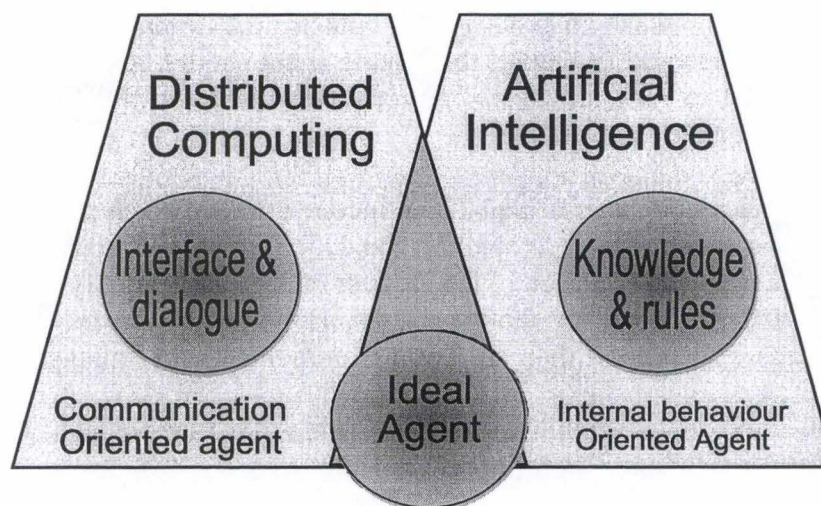 Distributed
Computing
Interface &
dialogue
Communication
Oriented agent
Artificial
Intelligence
Knowledge
& rules
Internal behaviour
Oriented Agent
Ideal
Agent